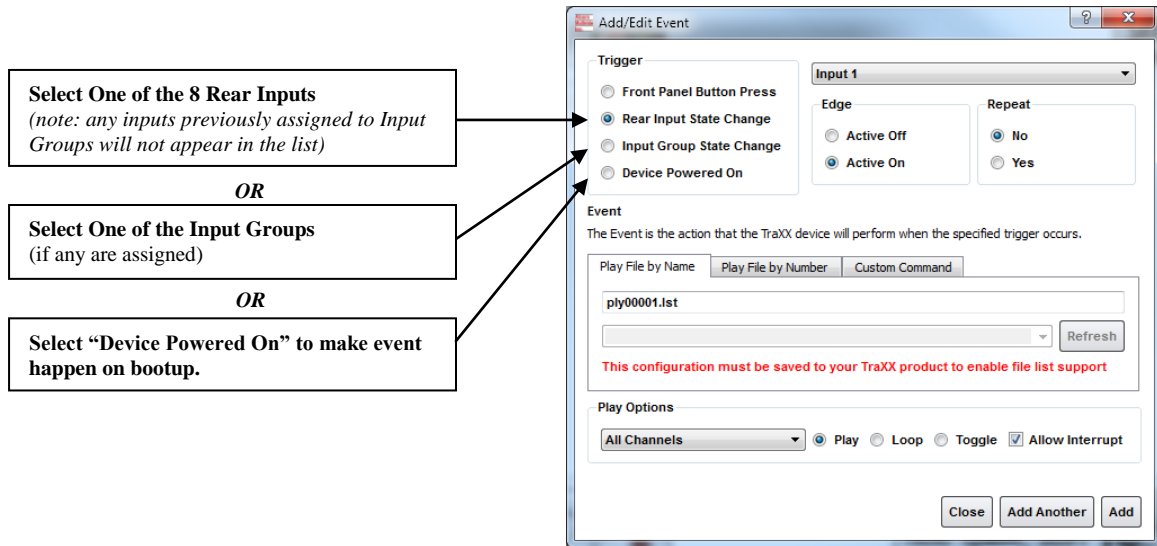 Select One of the 8 Rear Inputs
(note: any inputs previously assigned to Input
Groups will not appear in the list)
OR
Select One of the Input Groups
(if any are assigned)
OR
Select “Device Powered On” to make event
happen on bootup.
Add/Edit Event
Trigger
Front Panel Button Press
Rear Input State Change
Input Group State Change
Device Powered On
Input 1
Edge
Active Off
Active On
Repeat
No
Yes
Event
The Event is the action that the TraXX device will perform when the specified trigger occurs.
Play File by Name Play File by Number Custom Command
ply00001.lst
Refresh
This configuration must be saved to your TraXX product to enable file list support
Play Options
All Channels Play Loop Toggle Allow Interrupt
Close Add Another Add